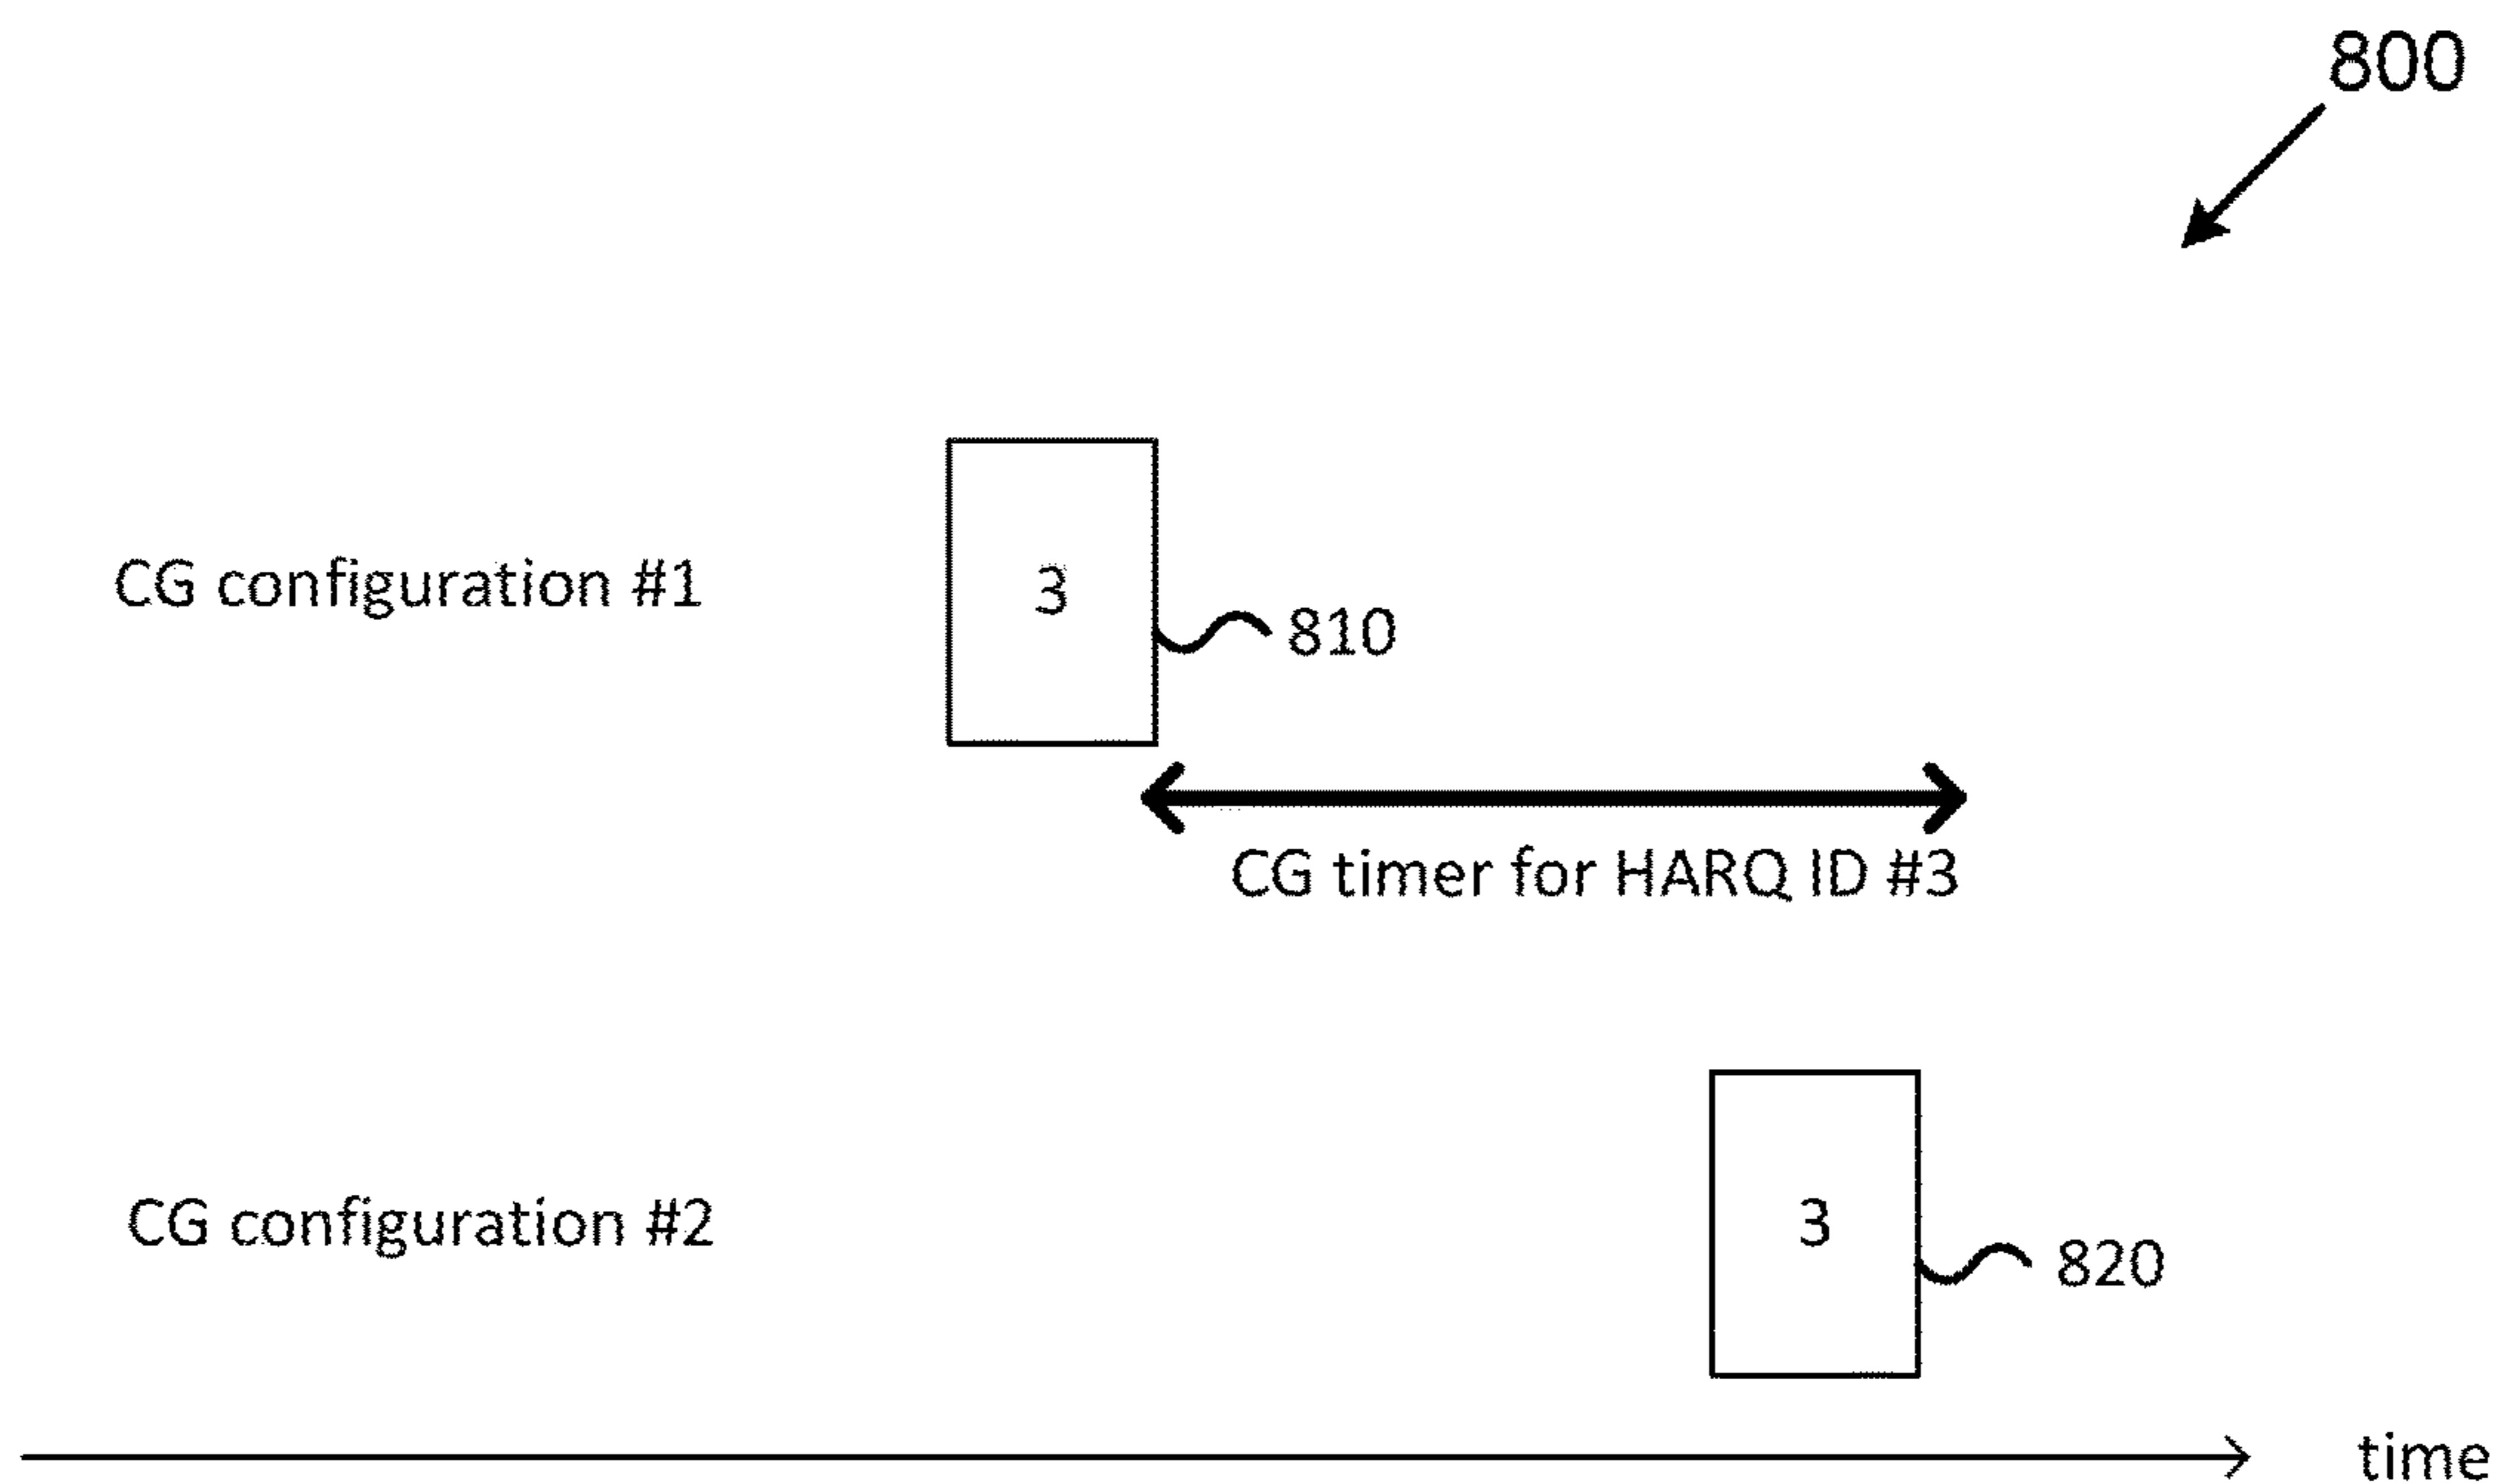 800
CG configuration #1
3
810
CG timer for HARQ ID #3
CG configuration #2
3
820
time